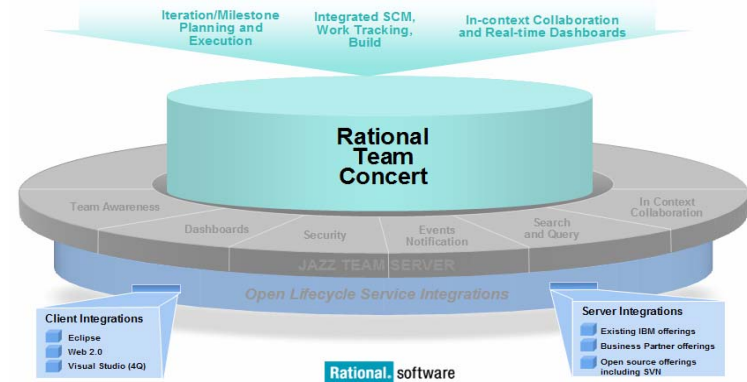 Iteration/Milestone
Planning and
Execution
Integrated SCM,
Work Tracking,
Build
In-context Collaboration
and Real-time Dashboards
Rational
Team
Concert
Team Awareness
Dashboards
Security
Events
Notification
Search
and Query
In Context
Collaboration
JAZZ TEAM SERVER
Open Lifecycle Service Integrations
Client Integrations
Eclipse
Web 2.0
Visual Studio (4Q)
Server Integrations
Existing IBM offerings
Business Partner offerings
Open source offerings
including SVN
Rational. software